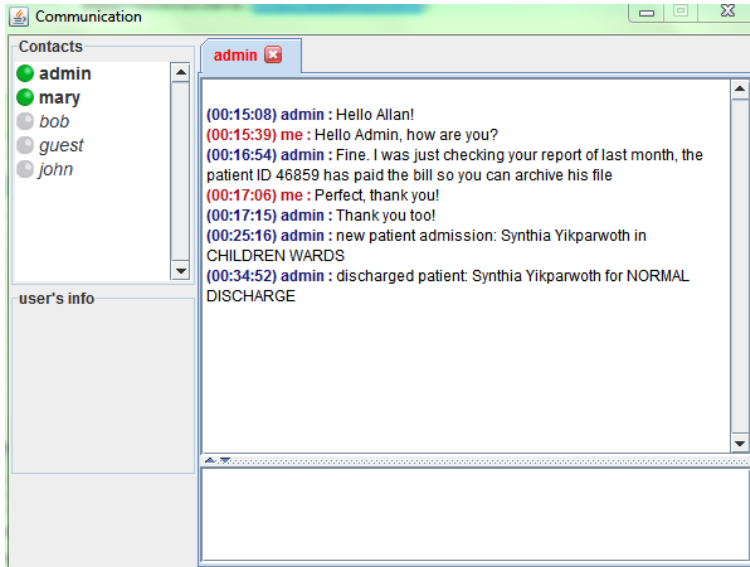 Communication
Contacts
admin
mary
bob
guest
john
user's info
admin
(00:15:08) admin : Hello Allan!
(00:15:39) me : Hello Admin, how are you?
(00:16:54) admin : Fine. I was just checking your report of last month, the
patient ID 46859 has paid the bill so you can archive his file
(00:17:06) me : Perfect, thank you!
(00:17:15) admin : Thank you too!
(00:25:16) admin : new patient admission: Synthia Yikparwoth in
CHILDREN WARDS
(00:34:52) admin : discharged patient: Synthia Yikparwoth for NORMAL
DISCHARGE